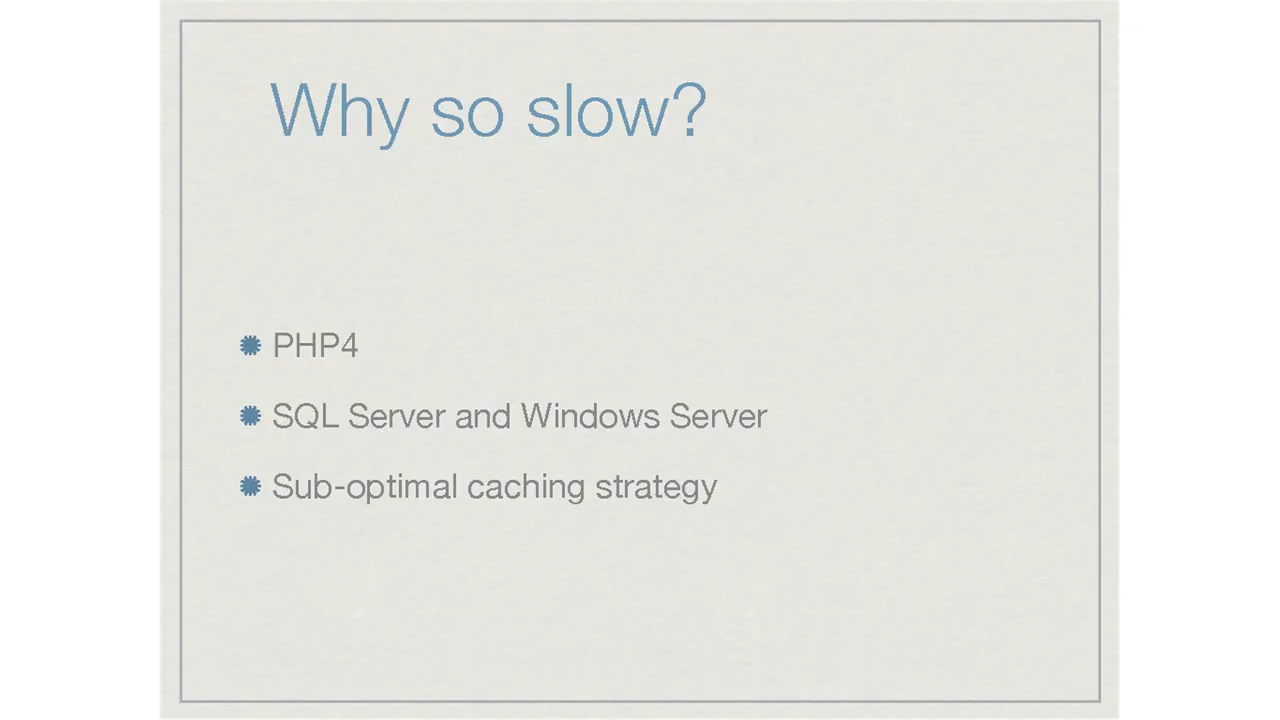 Why so slow?
PHP4
SQL Server and Windows Server
Sub-optimal caching strategy